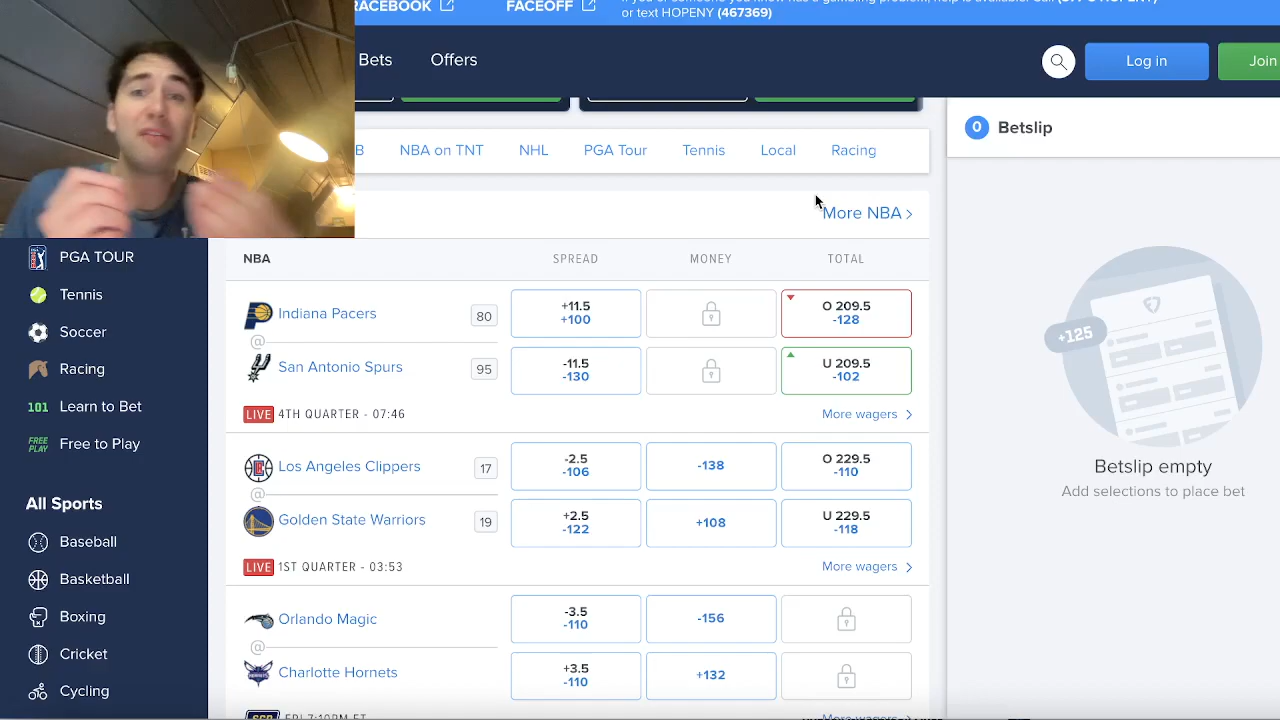 RACEBOOK
FACEOFF
or text HOPENY (467369)
Bets
Offers
Log in
Join
B
NBA on TNT
NHL
PGA Tour
Tennis
Local
Racing
0
Betslip
More NBA >
PGA TOUR
Tennis
Soccer
Racing
101 Learn to Bet
FREE PLAY Free to Play
All Sports
Baseball
Basketball
Boxing
Cricket
Cycling
NBA
SPREAD
MONEY
TOTAL
Indiana Pacers
80
+11.5
+100
O 209.5
-128
@
San Antonio Spurs
95
-11.5
-130
U 209.5
-102
LIVE 4TH QUARTER - 07:46
More wagers >
Los Angeles Clippers
17
-2.5
-106
-138
O 229.5
-110
@
Golden State Warriors
19
+2.5
-122
+108
U 229.5
-118
LIVE 1ST QUARTER - 03:53
More wagers >
Orlando Magic
-3.5
-110
-156
@
Charlotte Hornets
+3.5
-110
+132
+125
Betslip empty
Add selections to place bet